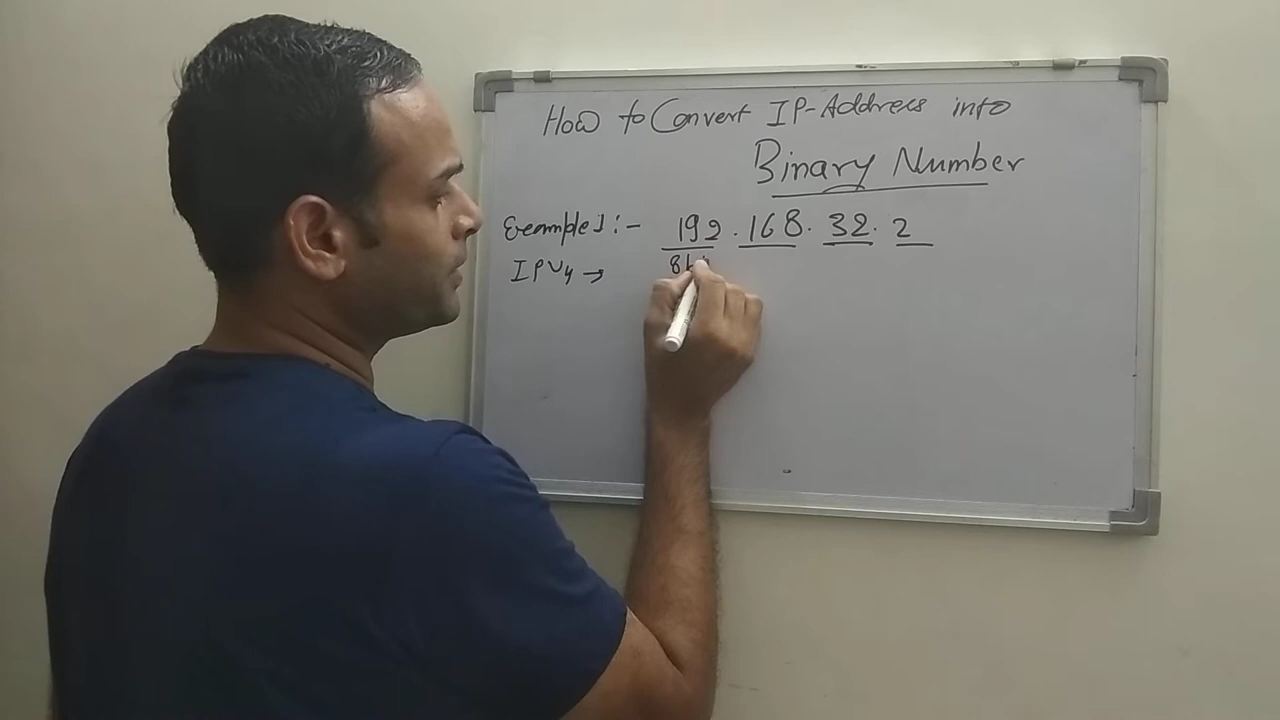 How to Convert IP-Address into
Binary Number
Example 1:- 192.168.32.2
IPV4 →